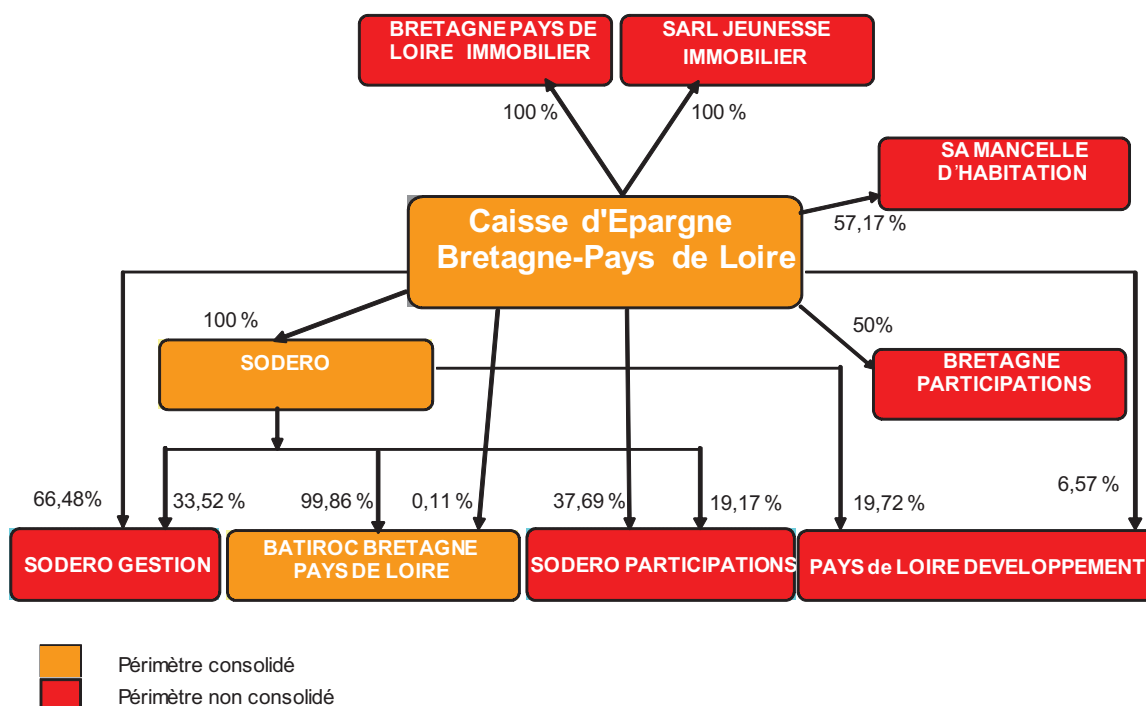 BRETAGNE PAYS DE
LOIRE IMMOBILIER
SARL JEUNESSE
IMMOBILIER
100 %
100 %
SA MANCELLE
D'HABITATION
Caisse d'Epargne
Bretagne-Pays de Loire
57,17 %
100 %
50%
SODERO
BRETAGNE
PARTICIPATIONS
66,48%
33,52 %
99,86 %
0,11 %
37,69 %
19,17 %
19,72 %
6,57 %
SODERO GESTION
BATIROC BRETAGNE
PAYS DE LOIRE
SODERO PARTICIPATIONS
PAYS de LOIRE DEVELOPPEMENT
Périmètre consolidé
Périmètre non consolidé